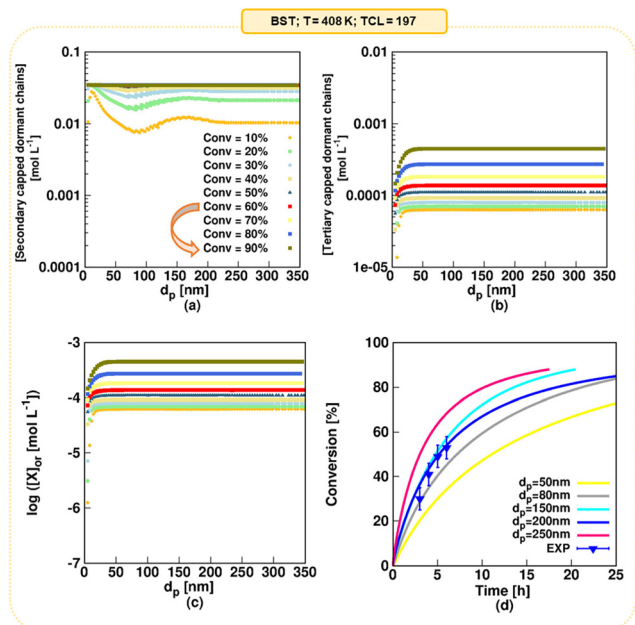 BST; T= 408 K; TCL = 197
[Secondary capped dormant chains]
[mol L⁻¹]
0.1
0.01
0.001
0.0001
Conv = 10%
Conv = 20%
Conv = 30%
Conv = 40%
Conv = 50%
Conv = 60%
Conv = 70%
Conv = 80%
Conv = 90%
0 50 100 150 200 250 300 350
dₚ [nm]
(a)
[Tertiary capped dormant chains]
[mol L⁻¹]
0.01
0.001
0.0001
1e-05
0 50 100 150 200 250 300 350
dₚ [nm]
(b)
log ([X]ₒᵣ [mol L⁻¹])
-3
-4
-5
-6
-7
0 50 100 150 200 250 300 350
dₚ [nm]
(c)
Conversion [%]
100
80
60
40
20
0
dₚ=50nm
dₚ=80nm
dₚ=150nm
dₚ=200nm
dₚ=250nm
EXP
0 5 10 15 20 25
Time [h]
(d)